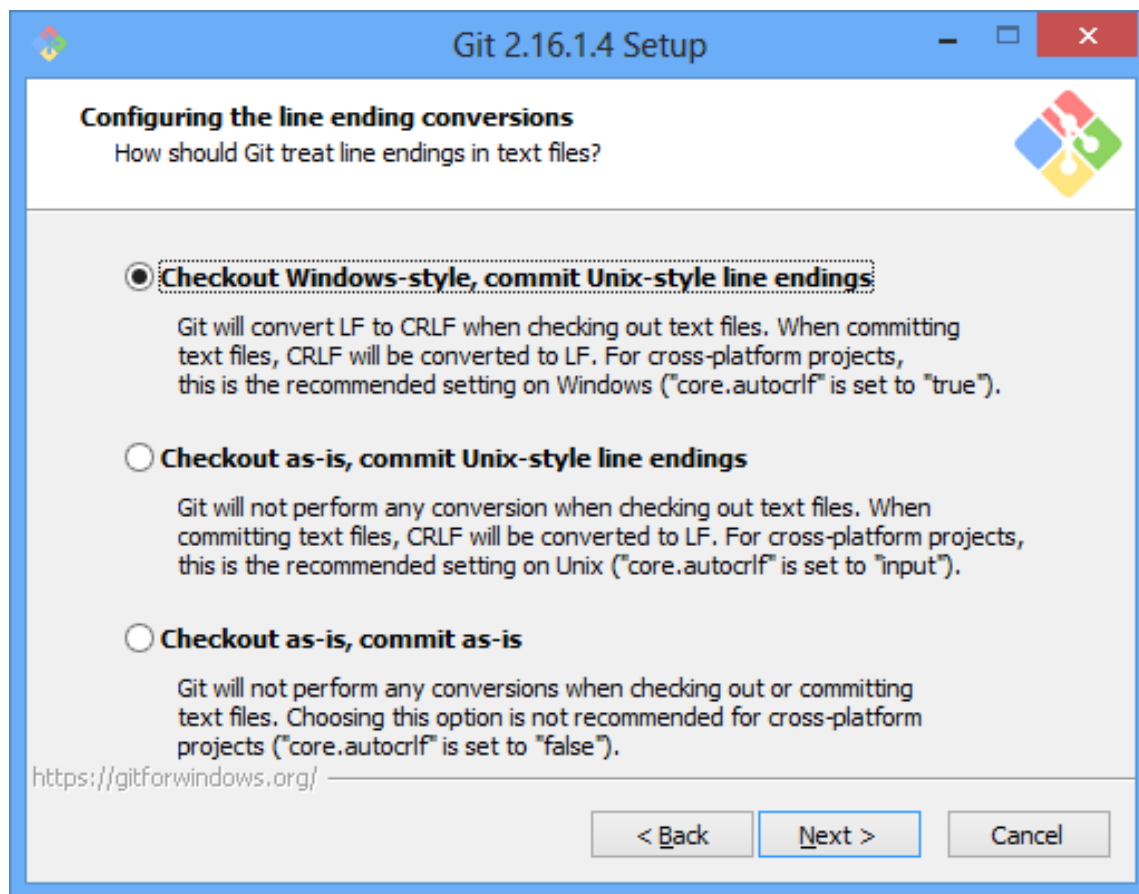 Git 2.16.1.4 Setup
Configuring the line ending conversions
How should Git treat line endings in text files?
Checkout Windows-style, commit Unix-style line endings
Git will convert LF to CRLF when checking out text files. When committing
text files, CRLF will be converted to LF. For cross-platform projects,
this is the recommended setting on Windows ("core.autocrlf" is set to "true").
Checkout as-is, commit Unix-style line endings
Git will not perform any conversion when checking out text files. When
committing text files, CRLF will be converted to LF. For cross-platform projects,
this is the recommended setting on Unix ("core.autocrlf" is set to "input").
Checkout as-is, commit as-is
Git will not perform any conversions when checking out or committing
text files. Choosing this option is not recommended for cross-platform
projects ("core.autocrlf" is set to "false").
https://gitforwindows.org/
< Back Next > Cancel